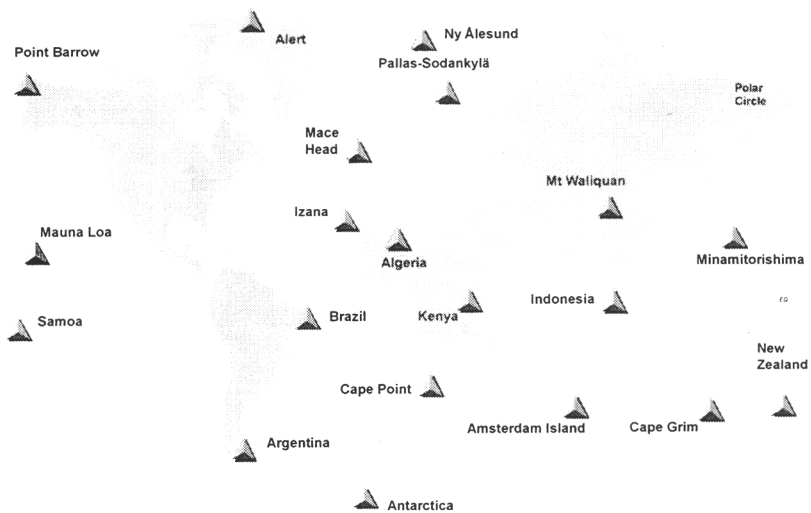 Alert
Ny Ålesund
Point Barrow
Pallas-Sodankylä
Polar
Circle
Mace
Head
Mt Waliquan
Izana
Mauna Loa
Algeria
Minamitorishima
Samoa
Brazil
Kenya
Indonesia
EQ
New
Zealand
Cape Point
Amsterdam Island
Cape Grim
Argentina
Antarctica